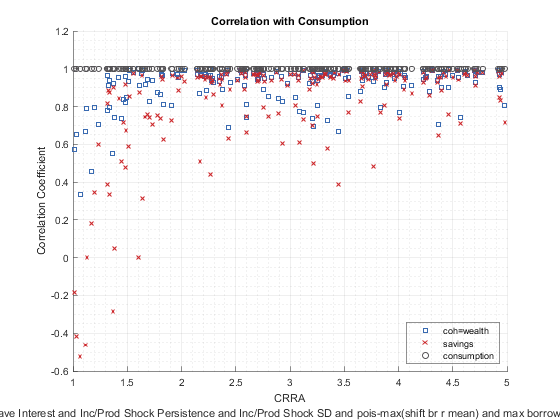 Correlation with Consumption
Correlation Coefficient
1.2
1
0.8
0.6
0.4
0.2
0
-0.2
-0.4
-0.6
1
1.5
2
2.5
3
3.5
4
4.5
5
coh=wealth
savings
consumption
CRRA
ave Interest and Inc/Prod Shock Persistence and Inc/Prod Shock SD and pois-max(shift br r mean) and max borrow